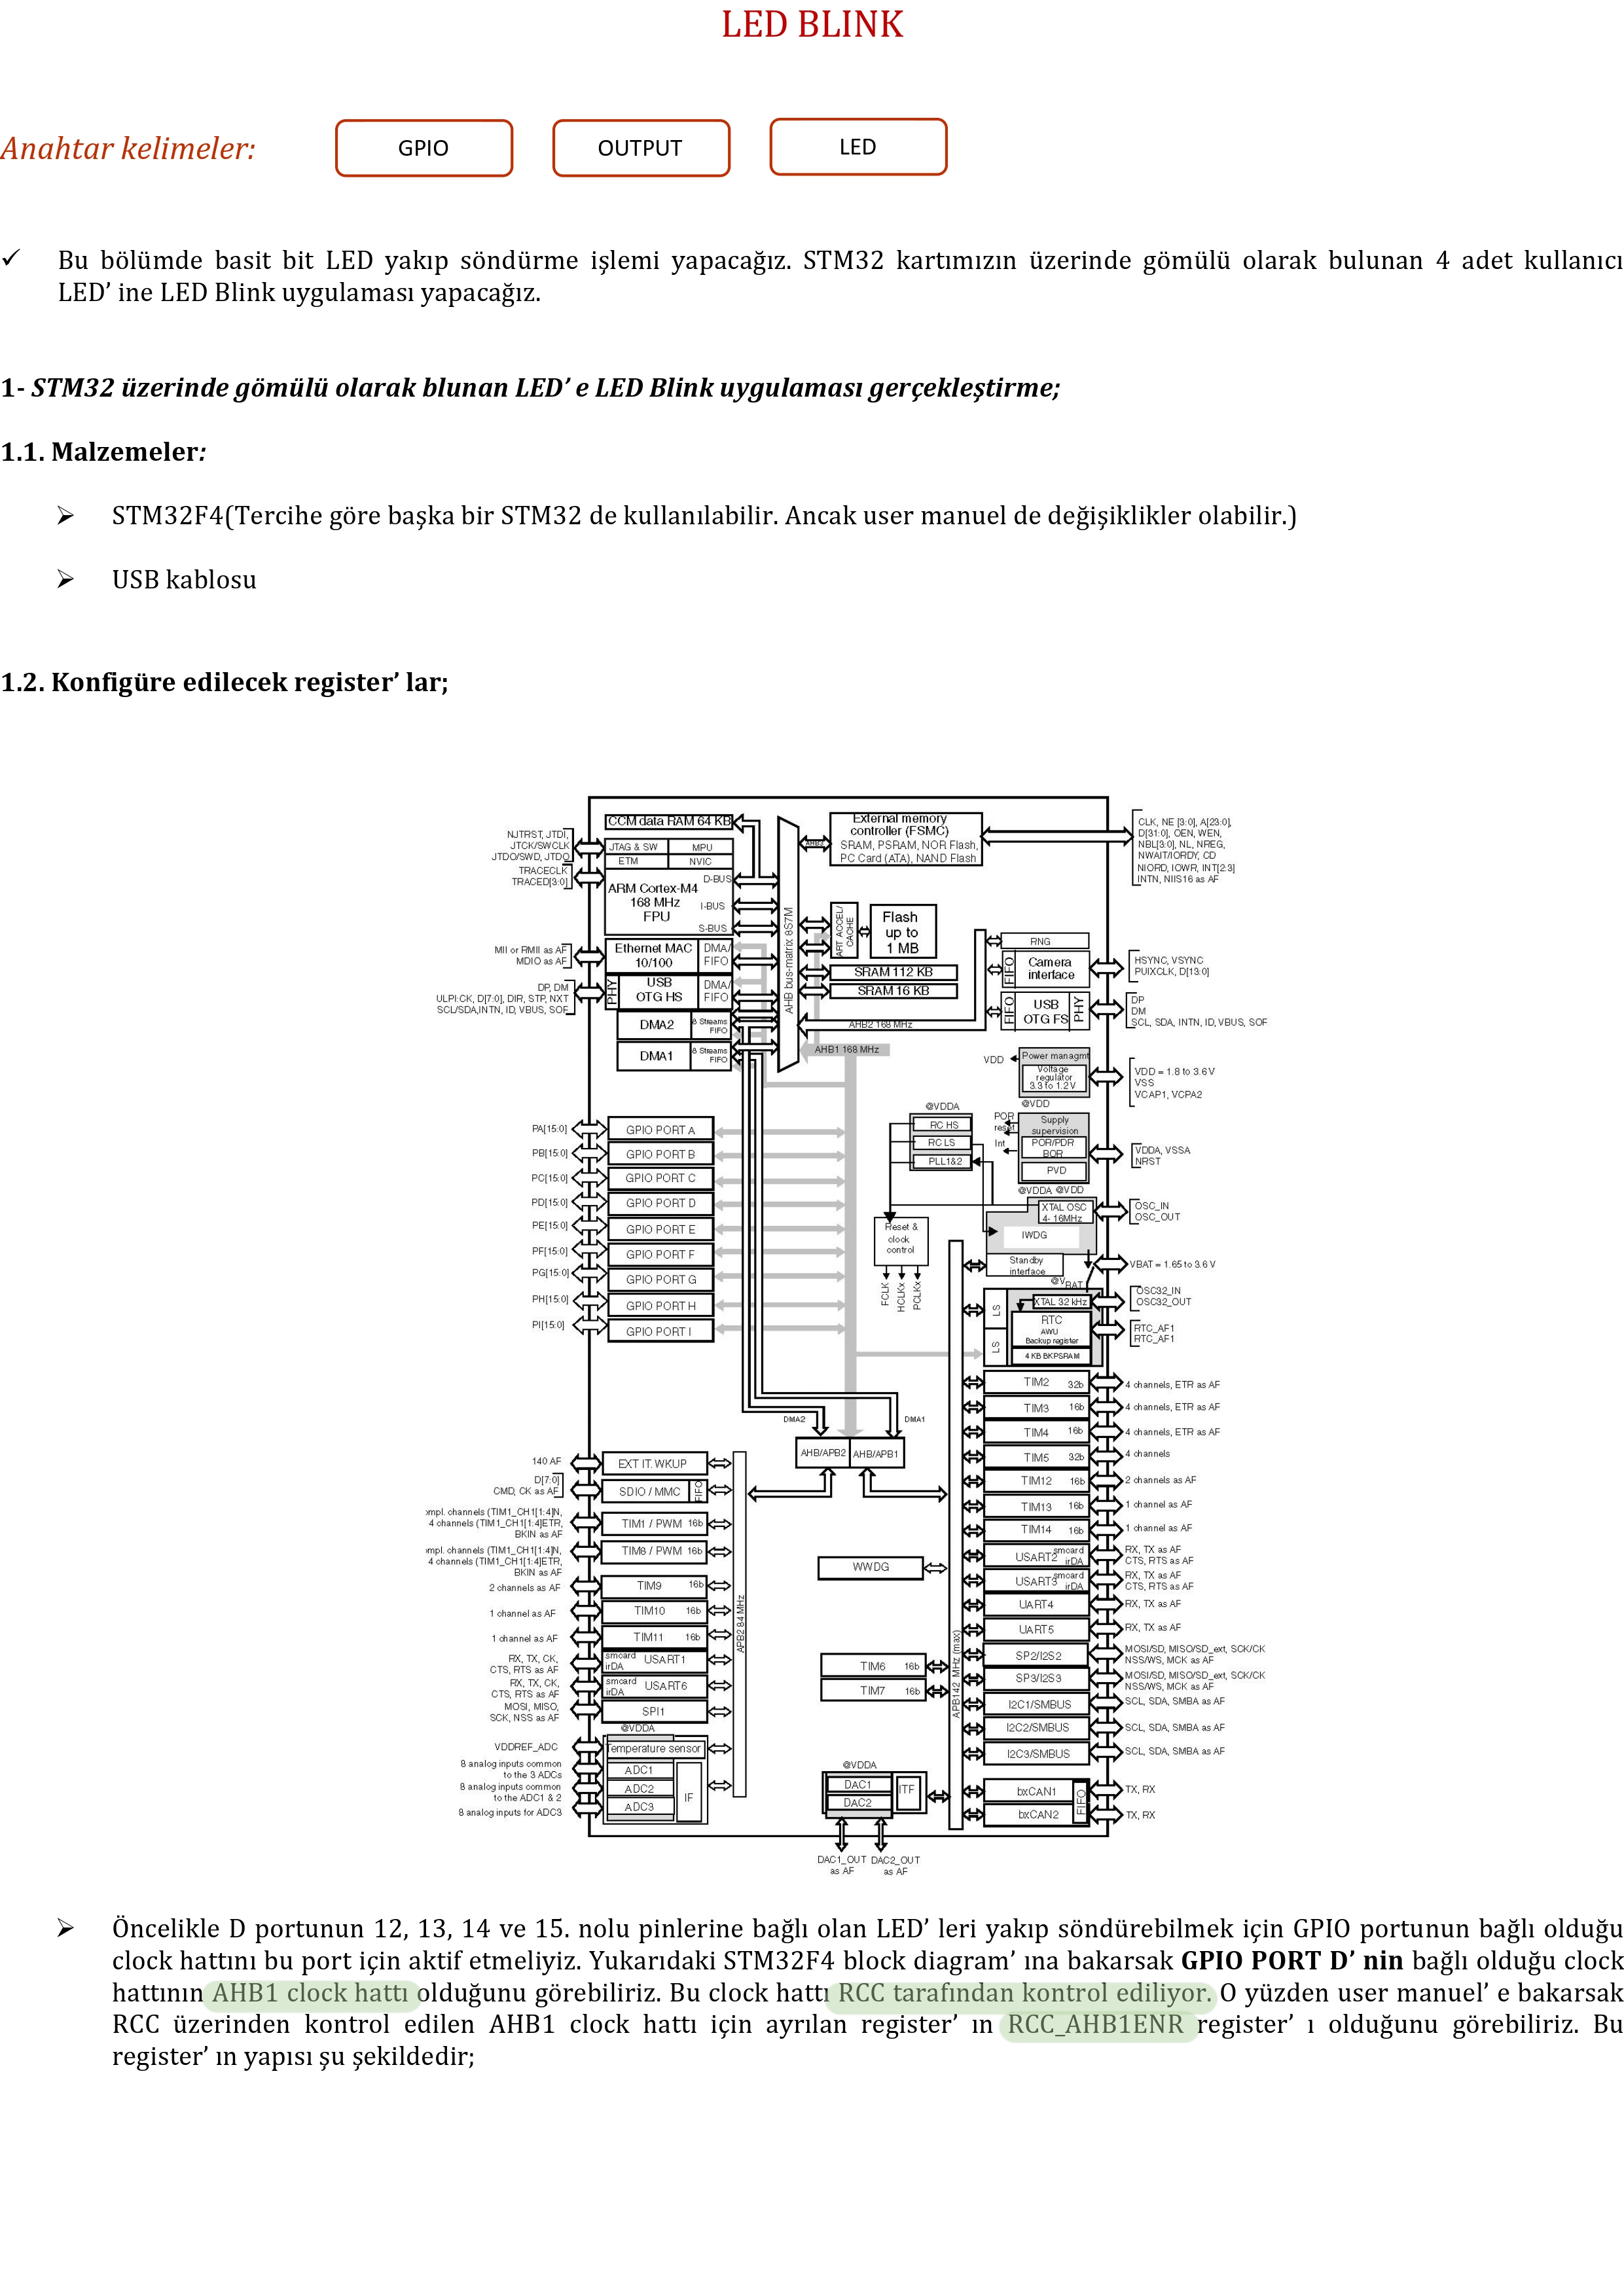 LED BLINK
Anahtar kelimeler:
GPIO
OUTPUT
LED
✓ Bu bölümde basit bit LED yakıp söndürme işlemi yapacağız. STM32 kartımızın üzerinde gömülü olarak bulunan 4 adet kullanıcı
LED’ ine LED Blink uygulaması yapacağız.
1- STM32 üzerinde gömülü olarak blunan LED’ e LED Blink uygulaması gerçekleştirme;
1.1. Malzemeler:
➢ STM32F4(Tercihe göre başka bir STM32 de kullanılabilir. Ancak user manuel de değişiklikler olabilir.)
➢ USB kablosu
1.2. Konfigüre edilecek register’ lar;
NJTRST, JTDI,
JTCK/SWCLK
JTDO/SWD, JTDO
TRACECLK
TRACED[3:0]
MII or RMII as AF
MDIO as AF
DP, DM
ULPI:CK, D[7:0], DIR, STP, NXT
SCL/SDA,INTN, ID, VBUS, SOF
CCM data RAM 64 KB
JTAG & SW
MPU
ETM
NVIC
D-BUS
ARM Cortex-M4
168 MHz
FPU
I-BUS
S-BUS
Ethernet MAC
10/100
DMA/
FIFO
PHY
USB
OTG HS
DMA/
FIFO
DMA2
8 Streams
FIFO
DMA1
8 Streams
FIFO
AHB bus-matrix 8S7M
AHB3
External memory
controller (FSMC)
SRAM, PSRAM, NOR Flash,
PC Card (ATA), NAND Flash
CLK, NE [3:0], A[23:0],
D[31:0], OEN, WEN,
NBL[3:0], NL, NREG,
NWAIT/IORDY, CD
NIORD, IOWR, INT[2:3]
INTN, NIIS16 as AF
ART ACCEL/
CACHE
Flash
up to
1 MB
SRAM 112 KB
SRAM 16 KB
AHB2 168 MHz
AHB1 168 MHz
RNG
FIFO
Camera
interface
HSYNC, VSYNC
PUIXCLK, D[13:0]
FIFO
USB
OTG FS
PHY
DP
DM
SCL, SDA, INTN, ID, VBUS, SOF
VDD
Power managmt
Voltage
regulator
3.3 to 1.2 V
VDD = 1.8 to 3.6 V
VSS
VCAP1, VCPA2
@VDD
@VDDA
RC HS
RC LS
PLL1&2
POR
reset
Int
Supply
supervision
POR/PDR
BOR
PVD
VDDA, VSSA
NRST
@VDDA @VDD
XTAL OSC
4- 16MHz
OSC_IN
OSC_OUT
IWDG
Reset &
clock
control
FCLK
HCLKx
PCLKx
Standby
interface
VBAT = 1.65 to 3.6 V
@VBAT
LS
LS
XTAL 32 kHz
OSC32_IN
OSC32_OUT
RTC
AWU
Backup register
4 KB BKPSRAM
RTC_AF1
RTC_AF1
PA[15:0]
GPIO PORT A
PB[15:0]
GPIO PORT B
PC[15:0]
GPIO PORT C
PD[15:0]
GPIO PORT D
PE[15:0]
GPIO PORT E
PF[15:0]
GPIO PORT F
PG[15:0]
GPIO PORT G
PH[15:0]
GPIO PORT H
PI[15:0]
GPIO PORT I
DMA2
DMA1
AHB/APB2
AHB/APB1
TIM2 32b
4 channels, ETR as AF
TIM3 16b
4 channels, ETR as AF
TIM4 16b
4 channels, ETR as AF
TIM5 32b
4 channels
TIM12 16b
2 channels as AF
TIM13 16b
1 channel as AF
TIM14 16b
1 channel as AF
USART2 smcard
irDA
RX, TX as AF
CTS, RTS as AF
USART3 smcard
irDA
RX, TX as AF
CTS, RTS as AF
UART4
RX, TX as AF
UART5
RX, TX as AF
SP2/I2S2
MOSI/SD, MISO/SD_ext, SCK/CK
NSS/WS, MCK as AF
SP3/I2S3
MOSI/SD, MISO/SD_ext, SCK/CK
NSS/WS, MCK as AF
I2C1/SMBUS
SCL, SDA, SMBA as AF
I2C2/SMBUS
SCL, SDA, SMBA as AF
I2C3/SMBUS
SCL, SDA, SMBA as AF
bxCAN1
TX, RX
bxCAN2
TX, RX
FIFO
140 AF
EXT IT. WKUP
D[7:0]
CMD, CK as AF
SDIO / MMC
FIFO
ompl. channels (TIM1_CH1[1:4]N,
4 channels (TIM1_CH1[1:4]ETR,
BKIN as AF
TIM1 / PWM 16b
ompl. channels (TIM1_CH1[1:4]N,
4 channels (TIM1_CH1[1:4]ETR,
BKIN as AF
TIM8 / PWM 16b
2 channels as AF
TIM9 16b
1 channel as AF
TIM10 16b
1 channel as AF
TIM11 16b
RX, TX, CK,
CTS, RTS as AF
smcard
irDA USART1
RX, TX, CK,
CTS, RTS as AF
smcard
irDA USART6
MOSI, MISO,
SCK, NSS as AF
SPI1
@VDDA
VDDREF_ADC
Temperature sensor
8 analog inputs common
to the 3 ADCs
ADC1
8 analog inputs common
to the ADC1 & 2
ADC2
8 analog inputs for ADC3
ADC3
IF
APB2 84 MHz
WWDG
TIM6 16b
TIM7 16b
APB142 MHz (max)
@VDDA
DAC1
DAC2
ITF
DAC1_OUT
as AF
DAC2_OUT
as AF
➢ Öncelikle D portunun 12, 13, 14 ve 15. nolu pinlerine bağlı olan LED’ leri yakıp söndürebilmek için GPIO portunun bağlı olduğu
clock hattını bu port için aktif etmeliyiz. Yukarıdaki STM32F4 block diagram’ ına bakarsak GPIO PORT D’ nin bağlı olduğu clock
hattının AHB1 clock hattı olduğunu görebiliriz. Bu clock hattı RCC tarafından kontrol ediliyor. O yüzden user manuel’ e bakarsak
RCC üzerinden kontrol edilen AHB1 clock hattı için ayrılan register’ ın RCC_AHB1ENR register’ ı olduğunu görebiliriz. Bu
register’ ın yapısı şu şekildedir;